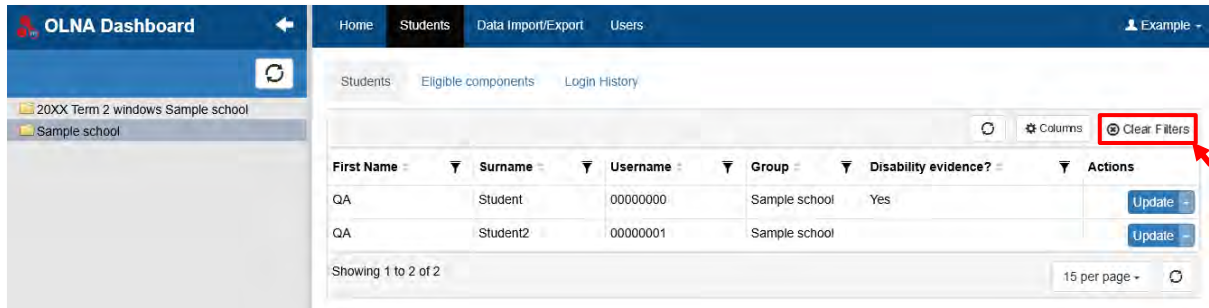 OLNA Dashboard
Home Students Data Import/Export Users Example
Students Eligible components Login History
20XX Term 2 windows Sample school
Sample school
Columns Clear Filters
First Name Surname Username Group Disability evidence? Actions
QA Student 00000000 Sample school Yes Update
QA Student2 00000001 Sample school Update
Showing 1 to 2 of 2
15 per page